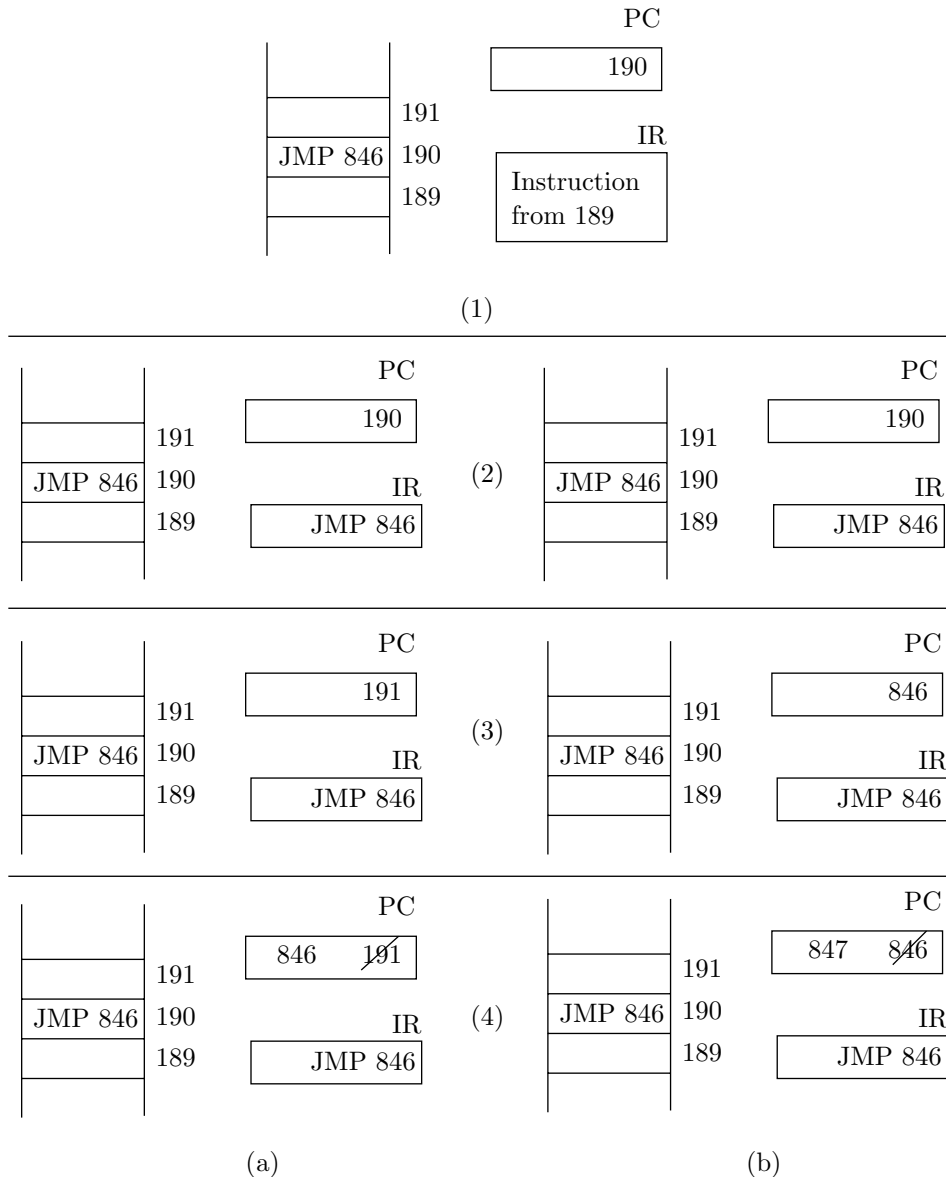 PC
190
191
IR
JMP 846 190
Instruction
189
from 189
(1)
PC PC
190 190
191 191
IR (2) IR
JMP 846 190 JMP 846 190
JMP 846 JMP 846
189 189
PC PC
191 846
191 191
(3)
JMP 846 190 IR JMP 846 190 IR
189 JMP 846 189 JMP 846
PC PC
846 191 847 846
191 191
JMP 846 190 IR (4) JMP 846 190 IR
189 JMP 846 189 JMP 846
(a) (b)